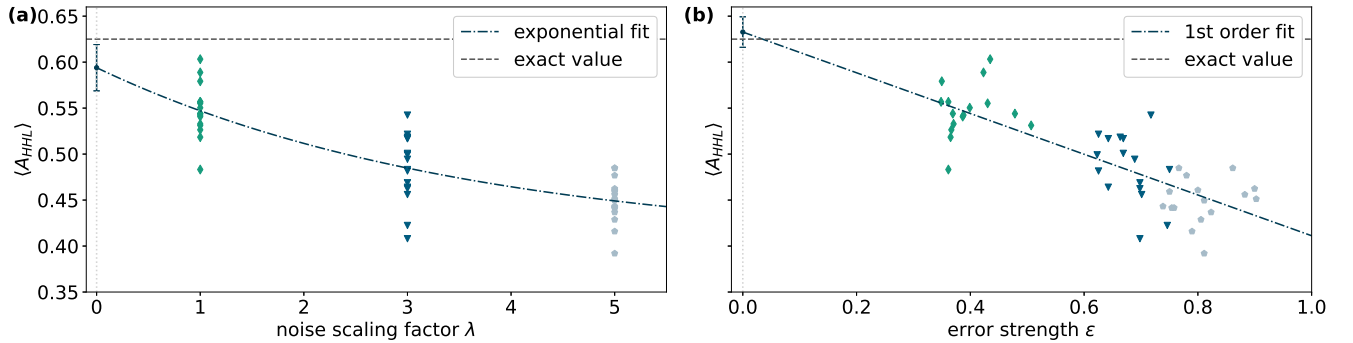 (a)
0.65
0.60
0.55
0.50
0.45
0.40
0.35
⟨A_HHL⟩
exponential fit
exact value
0 1 2 3 4 5
noise scaling factor λ
(b)
⟨A_HHL⟩
1st order fit
exact value
0.0 0.2 0.4 0.6 0.8 1.0
error strength ε